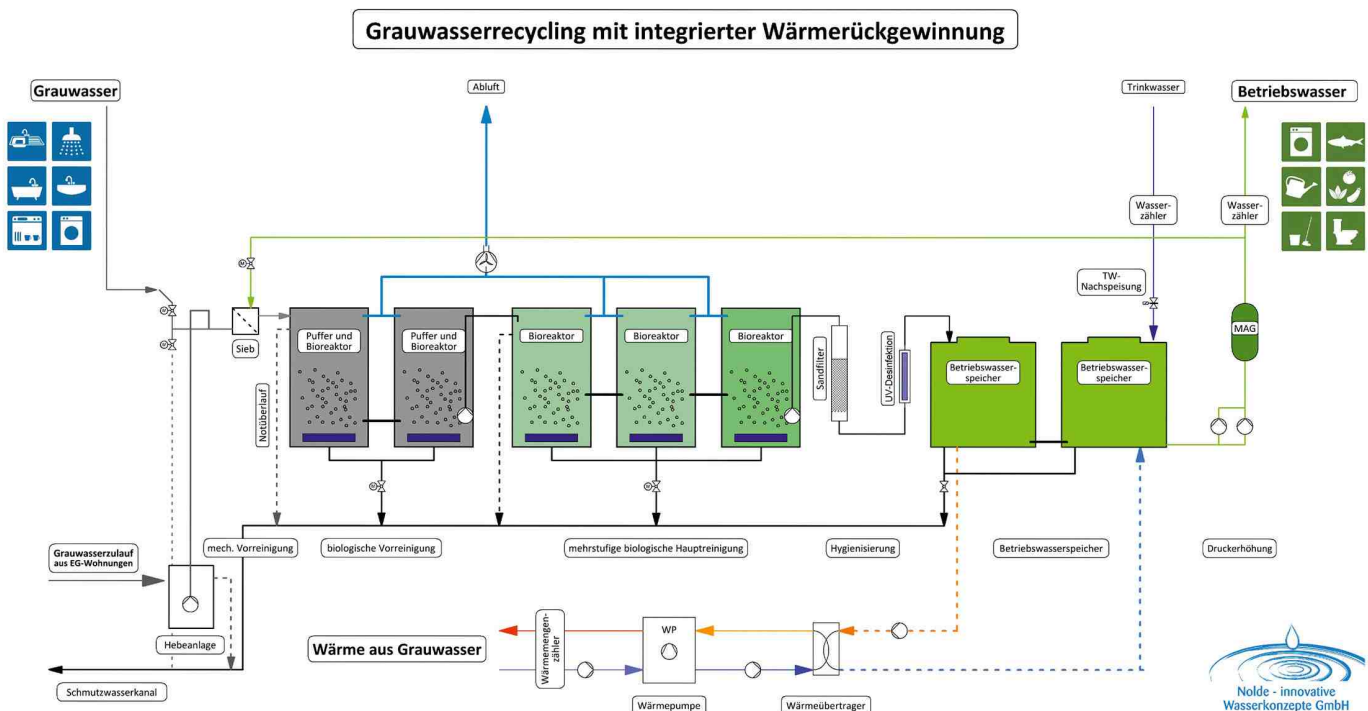 Grauwasserrecycling mit integrierter Wärmerückgewinnung
Grauwasser
Abluft
Trinkwasser
Betriebswasser
Wasser-
zähler
Wasser-
zähler
M
TW-
Nachspeisung
M
M
Sieb
Puffer und
Bioreaktor
Puffer und
Bioreaktor
Bioreaktor
Bioreaktor
Bioreaktor
Sandfilter
UV-Desinfektion
Betriebswasser-
speicher
Betriebswasser-
speicher
MAG
Notüberlauf
M
M
mech. Vorreinigung
biologische Vorreinigung
mehrstufige biologische Hauptreinigung
Hygienisierung
Betriebswasserspeicher
Druckerhöhung
Grauwasserzulauf
aus EG-Wohnungen
Hebeanlage
Schmutzwasserkanal
Wärme aus Grauwasser
Wärmemengen-
zähler
WP
Wärmepumpe
Wärmeübertrager
Nolde - innovative
Wasserkonzepte GmbH